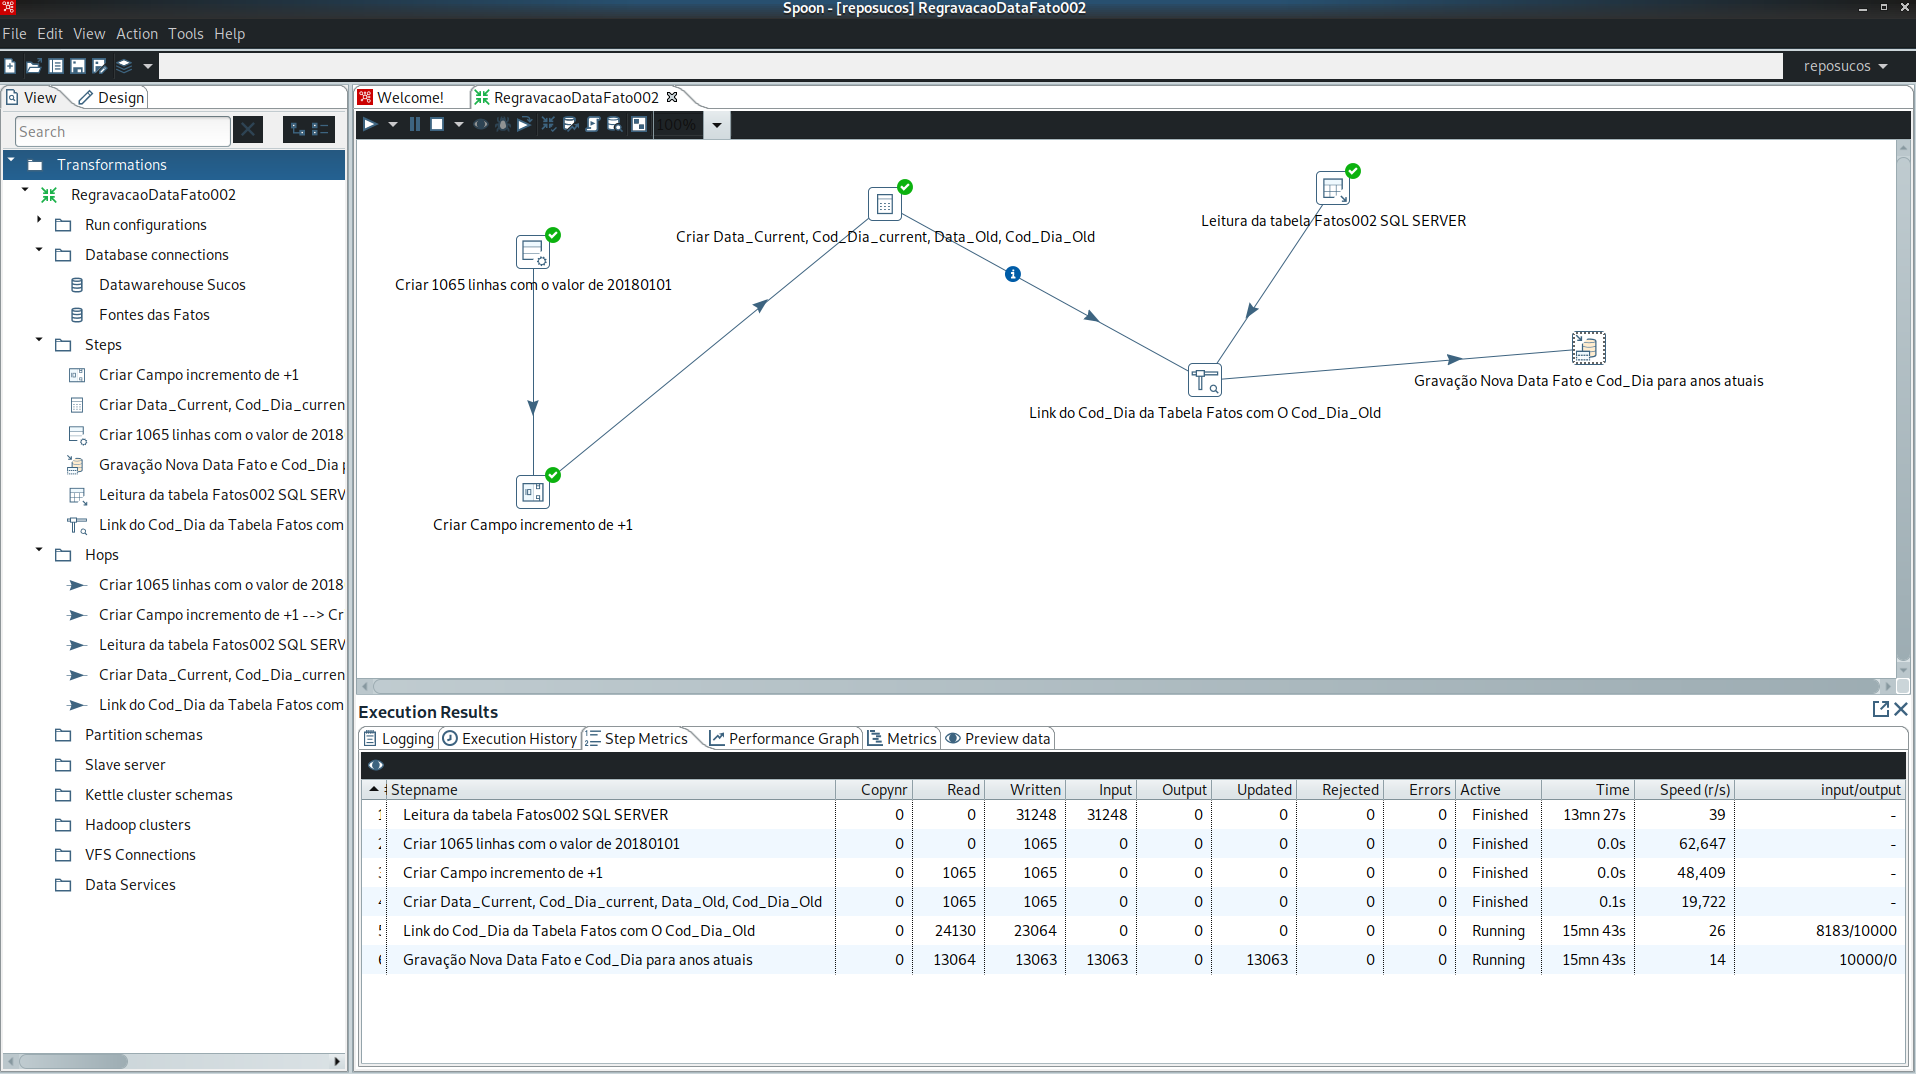 Spoon - [reposucos] RegravacaoDataFato002
File Edit View Action Tools Help
reposucos
View Design
Search
Transformations
RegravacaoDataFato002
Run configurations
Database connections
Datawarehouse Sucos
Fontes das Fatos
Steps
Criar Campo incremento de +1
Criar Data_Current, Cod_Dia_curren
Criar 1065 linhas com o valor de 2018
Gravação Nova Data Fato e Cod_Dia p
Leitura da tabela Fatos002 SQL SERV
Link do Cod_Dia da Tabela Fatos com
Hops
Criar 1065 linhas com o valor de 2018
Criar Campo incremento de +1 --> Cr
Leitura da tabela Fatos002 SQL SERV
Criar Data_Current, Cod_Dia_curren
Link do Cod_Dia da Tabela Fatos com
Partition schemas
Slave server
Kettle cluster schemas
Hadoop clusters
VFS Connections
Data Services
Welcome! RegravacaoDataFato002
100%
Leitura da tabela Fatos002 SQL SERVER
Criar Data_Current, Cod_Dia_current, Data_Old, Cod_Dia_Old
Criar 1065 linhas com o valor de 20180101
Gravação Nova Data Fato e Cod_Dia para anos atuais
Link do Cod_Dia da Tabela Fatos com O Cod_Dia_Old
Criar Campo incremento de +1
Execution Results
Logging Execution History Step Metrics Performance Graph Metrics Preview data
Stepname Copynr Read Written Input Output Updated Rejected Errors Active Time Speed (r/s) input/output
Leitura da tabela Fatos002 SQL SERVER 0 0 31248 31248 0 0 0 0 Finished 13mn 27s 39 -
Criar 1065 linhas com o valor de 20180101 0 0 1065 0 0 0 0 0 Finished 0.0s 62,647 -
Criar Campo incremento de +1 0 1065 1065 0 0 0 0 0 Finished 0.0s 48,409 -
Criar Data_Current, Cod_Dia_current, Data_Old, Cod_Dia_Old 0 1065 1065 0 0 0 0 0 Finished 0.1s 19,722 -
Link do Cod_Dia da Tabela Fatos com O Cod_Dia_Old 0 24130 23064 0 0 0 0 0 Running 15mn 43s 26 8183/10000
Gravação Nova Data Fato e Cod_Dia para anos atuais 0 13064 13063 13063 0 13063 0 0 Running 15mn 43s 14 10000/0